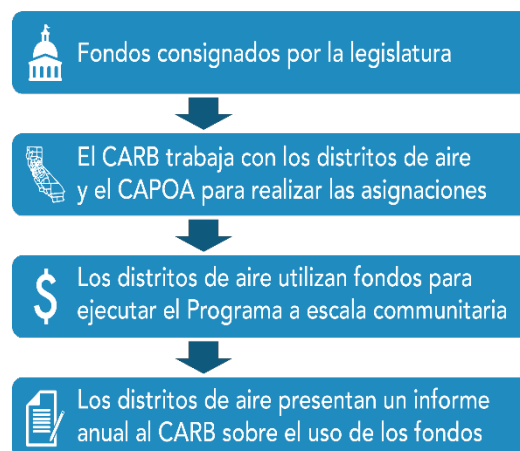 Fondos consignados por la legislatura
El CARB trabaja con los distritos de aire
y el CAPOA para realizar las asignaciones
$
Los distritos de aire utilizan fondos para
ejecutar el Programa a escala communitaria
Los distritos de aire presentan un informe
anual al CARB sobre el uso de los fondos